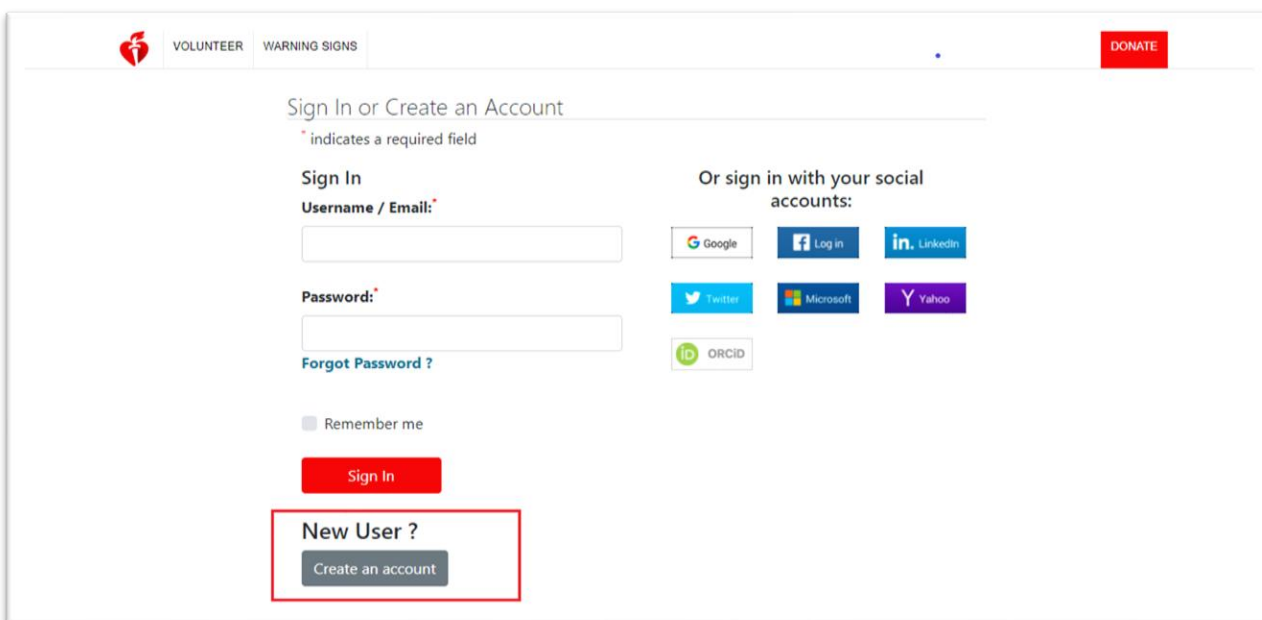 VOLUNTEER WARNING SIGNS DONATE
Sign In or Create an Account
* indicates a required field
Sign In
Username / Email:*
Password:*
Forgot Password ?
Remember me
Sign In
New User ?
Create an account
Or sign in with your social
accounts:
Google Log in in. LinkedIn
Twitter Microsoft Yahoo
iD ORCiD